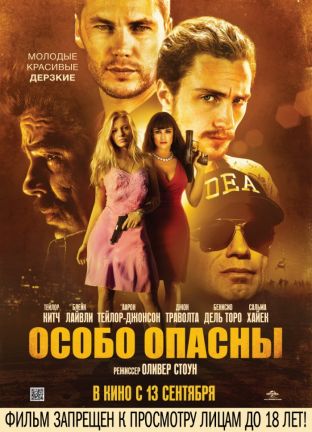 МОЛОДЫЕ
КРАСИВЫЕ
ДЕРЗКИЕ
DEA
ТЕЙЛОР БЛЕЙК ААРОН ДЖОН БЕНИСИО САЛЬМА
КИТЧ ЛАЙВЛИ ТЕЙЛОР-ДЖОНСОН ТРАВОЛТА ДЕЛЬ ТОРО ХАЙЕК
ОСОБО ОПАСНЫ
РЕЖИССЕР ОЛИВЕР СТОУН
В КИНО С 13 СЕНТЯБРЯ
ФИЛЬМ ЗАПРЕЩЕН К ПРОСМОТРУ ЛИЦАМ ДО 18 ЛЕТ!